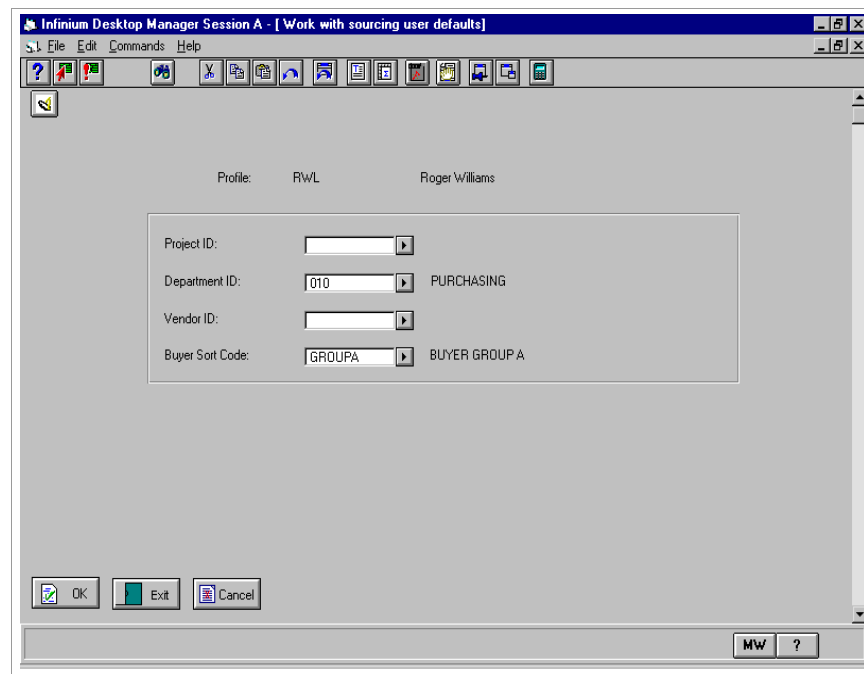 Infinium Desktop Manager Session A - [ Work with sourcing user defaults]
File Edit Commands Help
Profile: RWL Roger Williams
Project ID:
Department ID: 010 PURCHASING
Vendor ID:
Buyer Sort Code: GROUPA BUYER GROUP A
OK Exit Cancel
MW ?